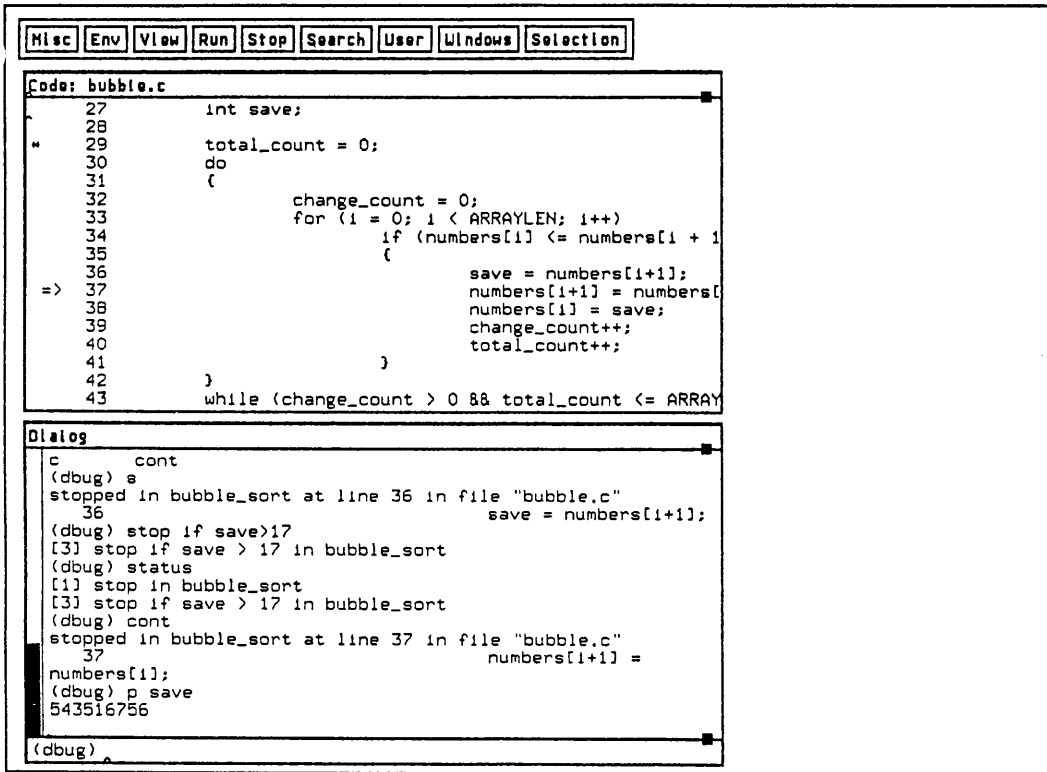 Misc Env View Run Stop Search User Windows Selection
Code: bubble.c
27 int save;
28
* 29 total_count = 0;
30 do
31 {
32 change_count = 0;
33 for (i = 0; i < ARRAYLEN; i++)
34 if (numbers[i] <= numbers[i + 1
35 {
36 save = numbers[i+1];
=> 37 numbers[i+1] = numbers[
38 numbers[i] = save;
39 change_count++;
40 total_count++;
41 }
42 }
43 while (change_count > 0 && total_count <= ARRAY
Dialog
c cont
(dbug) s
stopped in bubble_sort at line 36 in file "bubble.c"
36 save = numbers[i+1];
(dbug) stop if save>17
[3] stop if save > 17 in bubble_sort
(dbug) status
[1] stop in bubble_sort
[3] stop if save > 17 in bubble_sort
(dbug) cont
stopped in bubble_sort at line 37 in file "bubble.c"
37 numbers[i+1] =
numbers[i];
(dbug) p save
543516756
(dbug)